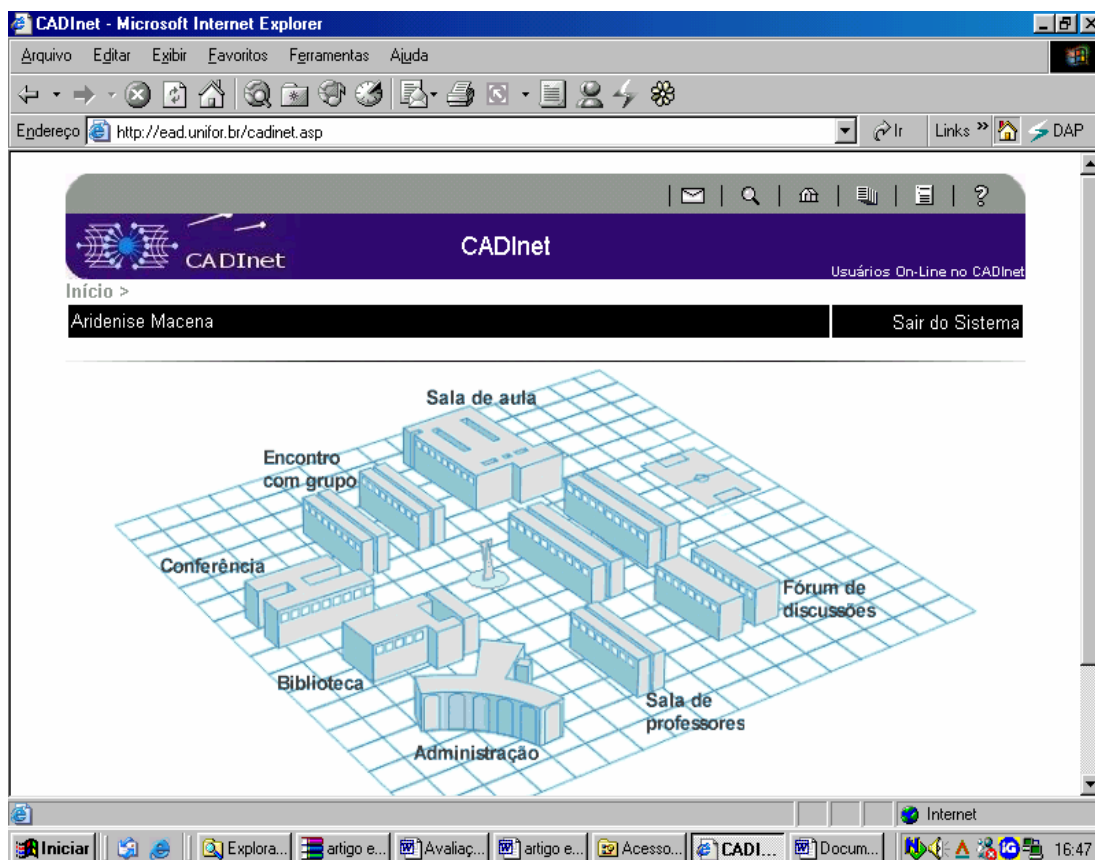 CADInet - Microsoft Internet Explorer
Arquivo Editar Exibir Favoritos Ferramentas Ajuda
Endereço http://ead.unifor.br/cadinet.asp Ir Links » DAP
CADInet
CADInet
Usuários On-Line no CADInet
Início >
Aridenise Macena Sair do Sistema
Sala de aula
Encontro
com grupo
Conferência
Fórum de
discussões
Biblioteca
Sala de
professores
Administração
Internet
Iniciar Explora... artigo e... Avaliaç... artigo e... Acesso... CADI... Docum... 16:47